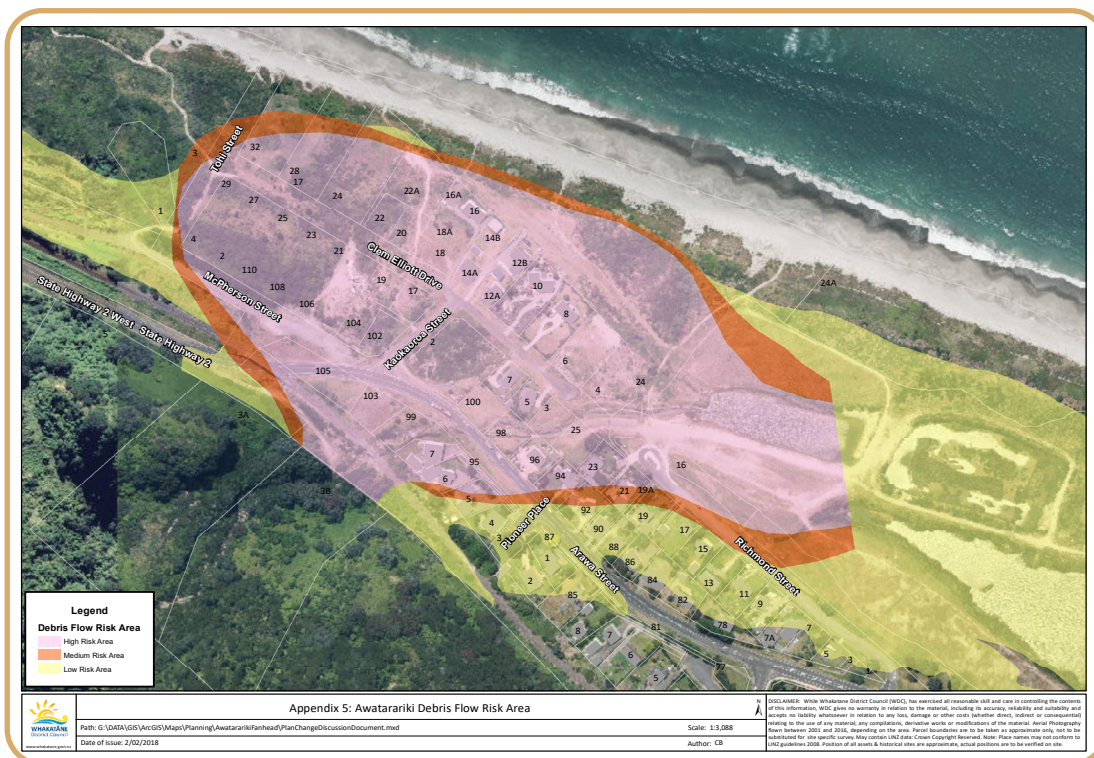 3
Tohi Street
32
28
17
29
27
24
22A
16A
1
25
22
16
4
23
20
18A
14B
2
21
Clem Elliott Drive
18
12B
110
14A
24A
McPherson Street
108
19
17
10
State Highway 2 West
State Highway 2
106
12A
8
104
102
Kaokaoroa Street
2
105
6
7
24
103
4
100
5
3
3A
99
98
25
7
95
96
23
16
6
94
3B
5
21
19A
Pioneer Place
92
19
4
90
17
3
87
88
15
Richmond Street
1
Arawa Street
86
2
84
13
85
82
11
9
8
7
81
78
7A
7
6
5
3
1
5
77
Legend
Debris Flow Risk Area
High Risk Area
Medium Risk Area
Low Risk Area
WHAKATĀNE
District Council
www.whakatane.govt.nz
Appendix 5: Awatarariki Debris Flow Risk Area
N
Path: G:\DATA\GIS\ArcGIS\Maps\Planning\AwatararikiFanhead\PlanChangeDiscussionDocument.mxd
Scale: 1:3,088
Date of issue: 2/02/2018
Author: CB
DISCLAIMER: While Whakatane District Council (WDC), has exercised all reasonable skill and care in controlling the contents
of this information, WDC gives no warranty in relation to the material, including its accuracy, reliability and suitability and
accepts no liability whatsoever in relation to any loss, damage or other costs (whether direct, indirect or consequential)
relating to the use of any material, any compilations, derivative works or modifications of the material. Aerial Photography
flown between 2001 and 2016, depending on the area. Parcel boundaries are to be taken as approximate only, not to be
substituted for site specific survey. May contain LINZ data: Crown Copyright Reserved. Note: Place names may not conform to
LINZ guidelines 2008. Position of all assets & historical sites are approximate, actual positions are to be verified on site.